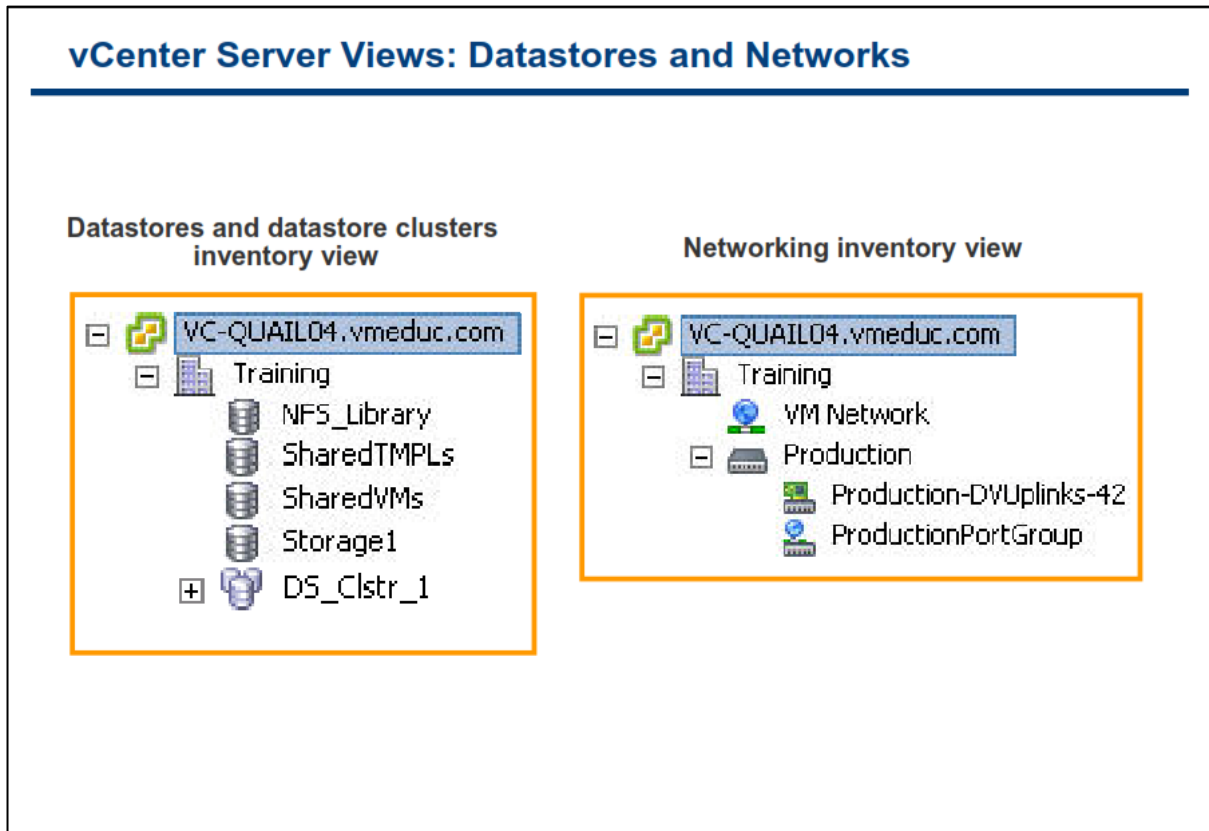 vCenter Server Views: Datastores and Networks
Datastores and datastore clusters
inventory view
VC-QUAIL04.vmeduc.com
Training
NFS_Library
SharedTMPLs
SharedVMs
Storage1
DS_Clstr_1
Networking inventory view
VC-QUAIL04.vmeduc.com
Training
VM Network
Production
Production-DVUplinks-42
ProductionPortGroup